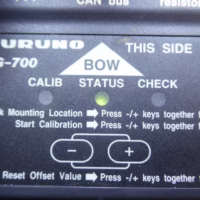 CAN bus
resistor
URUNO
THIS SIDE
G-700
BOW
CALIB STATUS CHECK
k Mounting Location ➡ Press -/+ keys together f
Start Calibration ➡ Press -/+ keys together
- +
Reset Offset Value ➡ Press -/+ keys together f